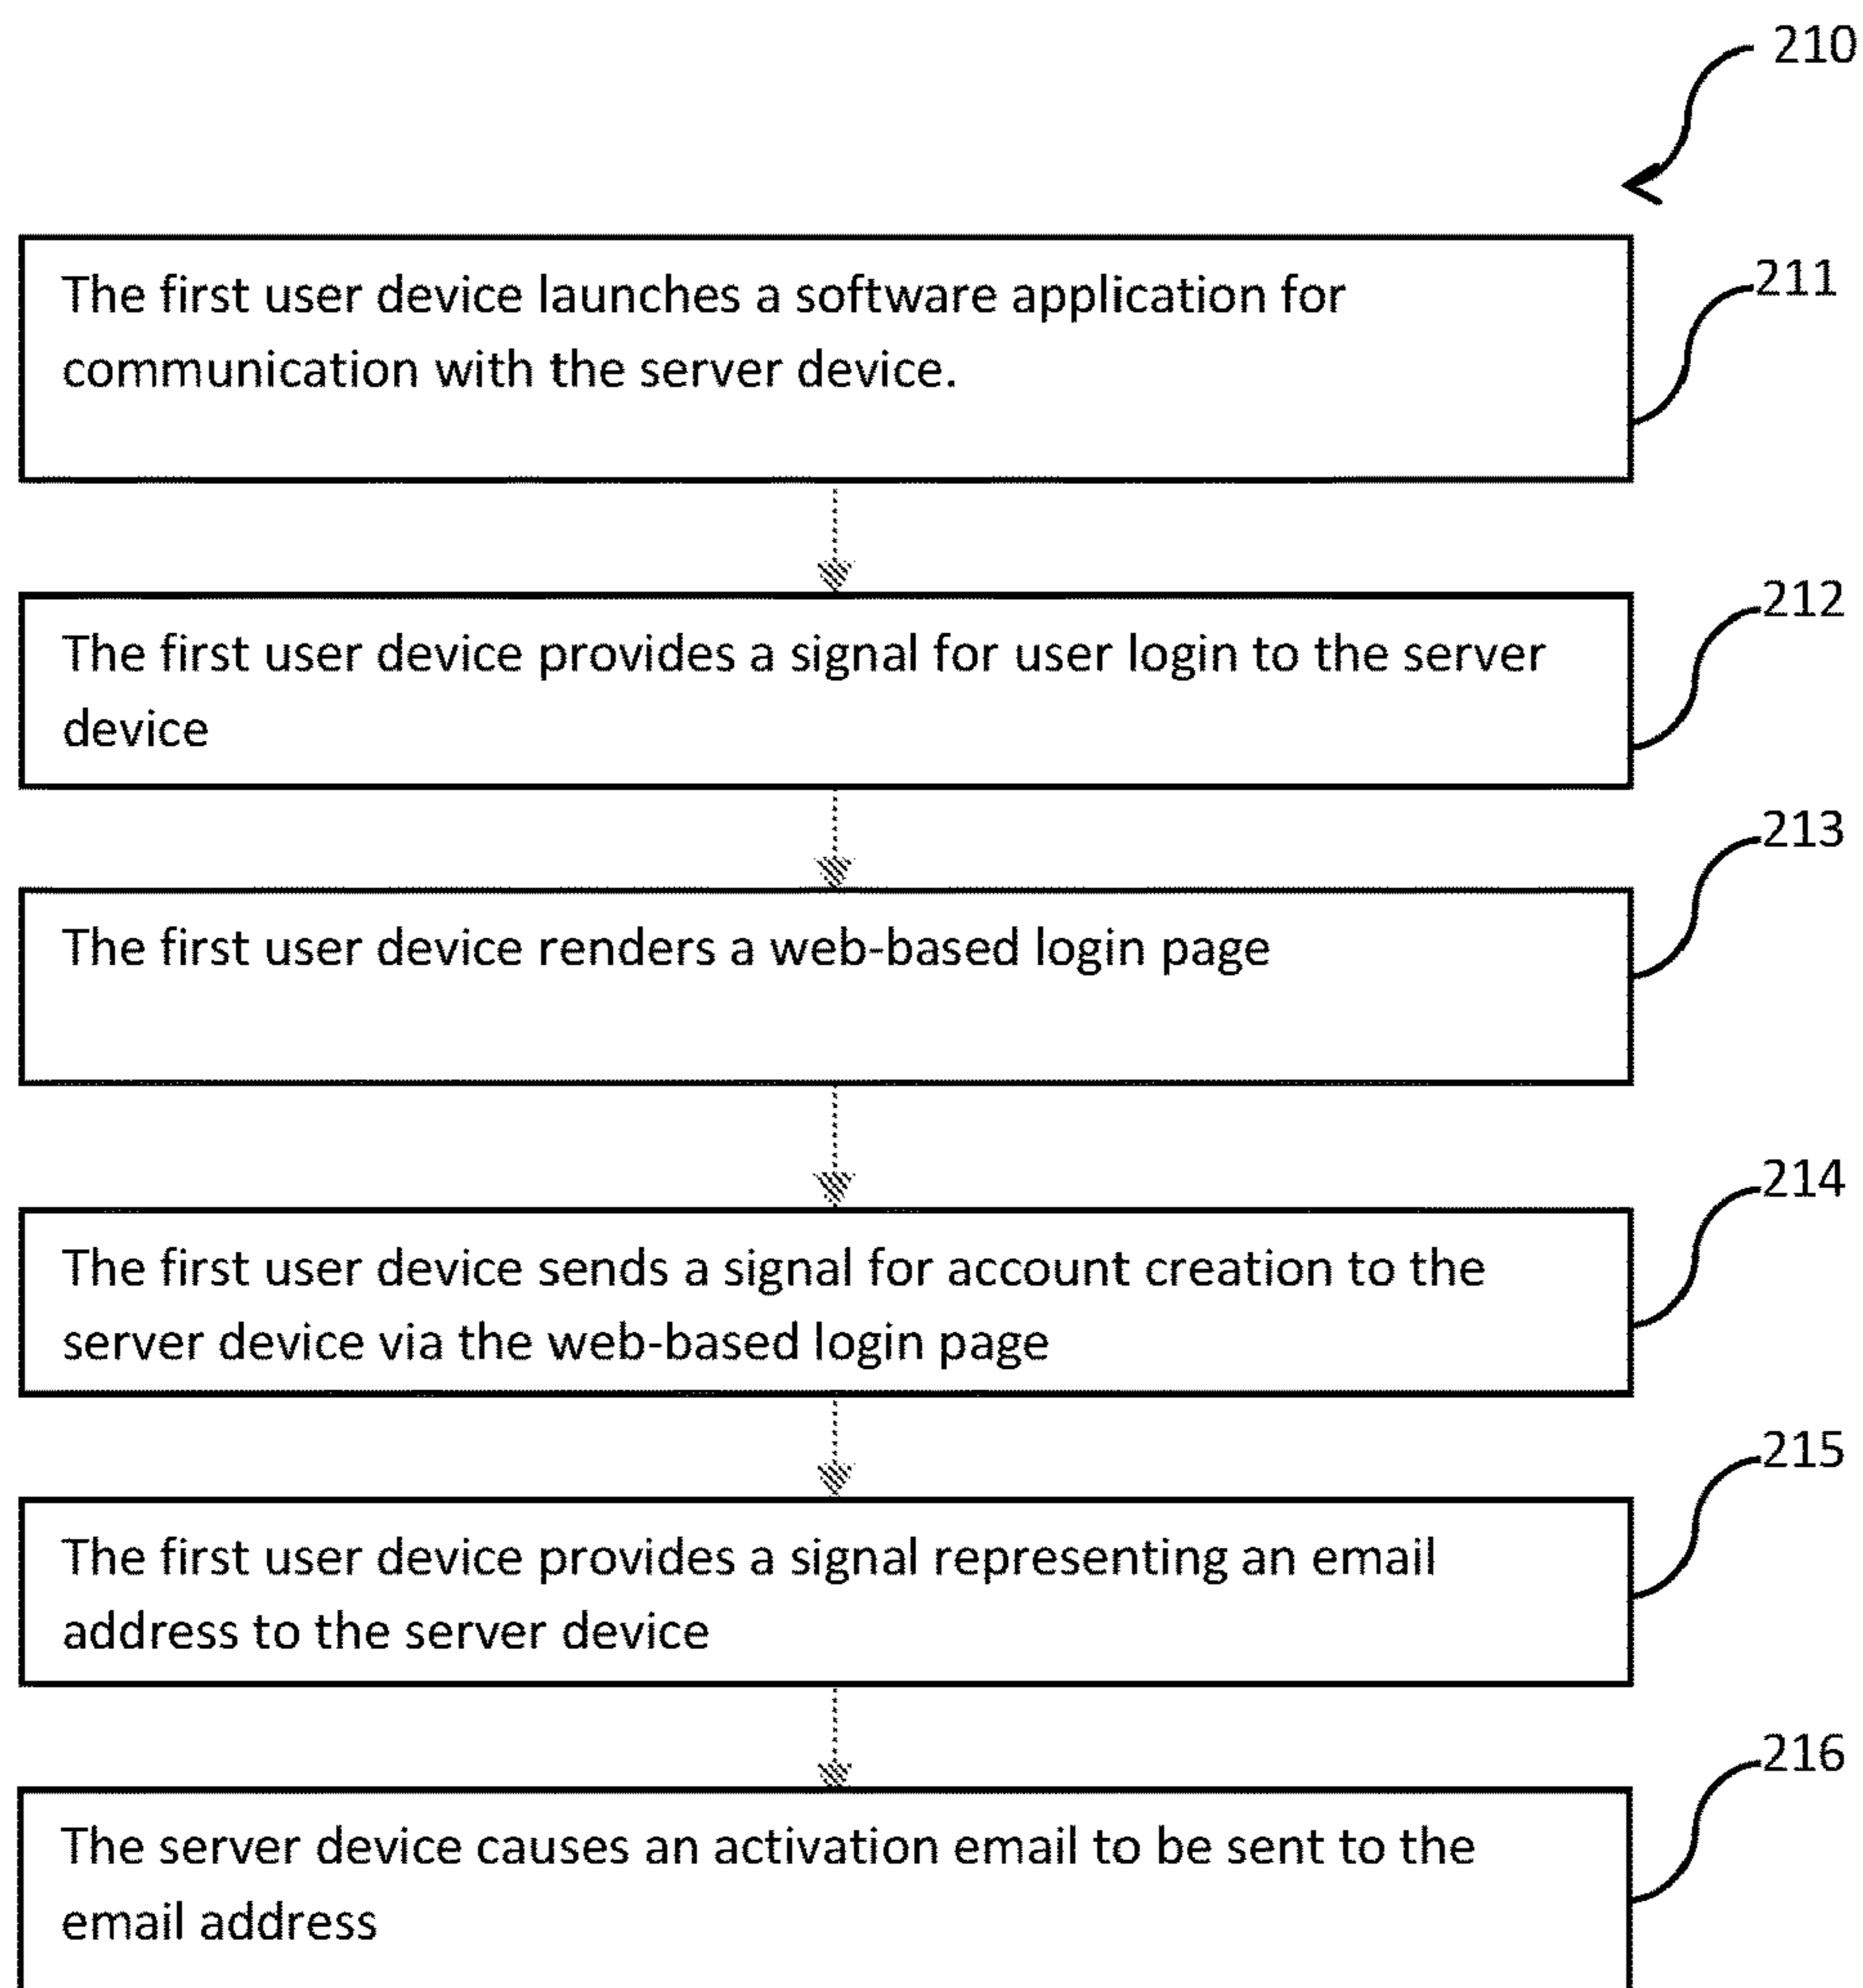 210
The first user device launches a software application for
communication with the server device.
211
The first user device provides a signal for user login to the server
device
212
The first user device renders a web-based login page
213
The first user device sends a signal for account creation to the
server device via the web-based login page
214
The first user device provides a signal representing an email
address to the server device
215
The server device causes an activation email to be sent to the
email address
216